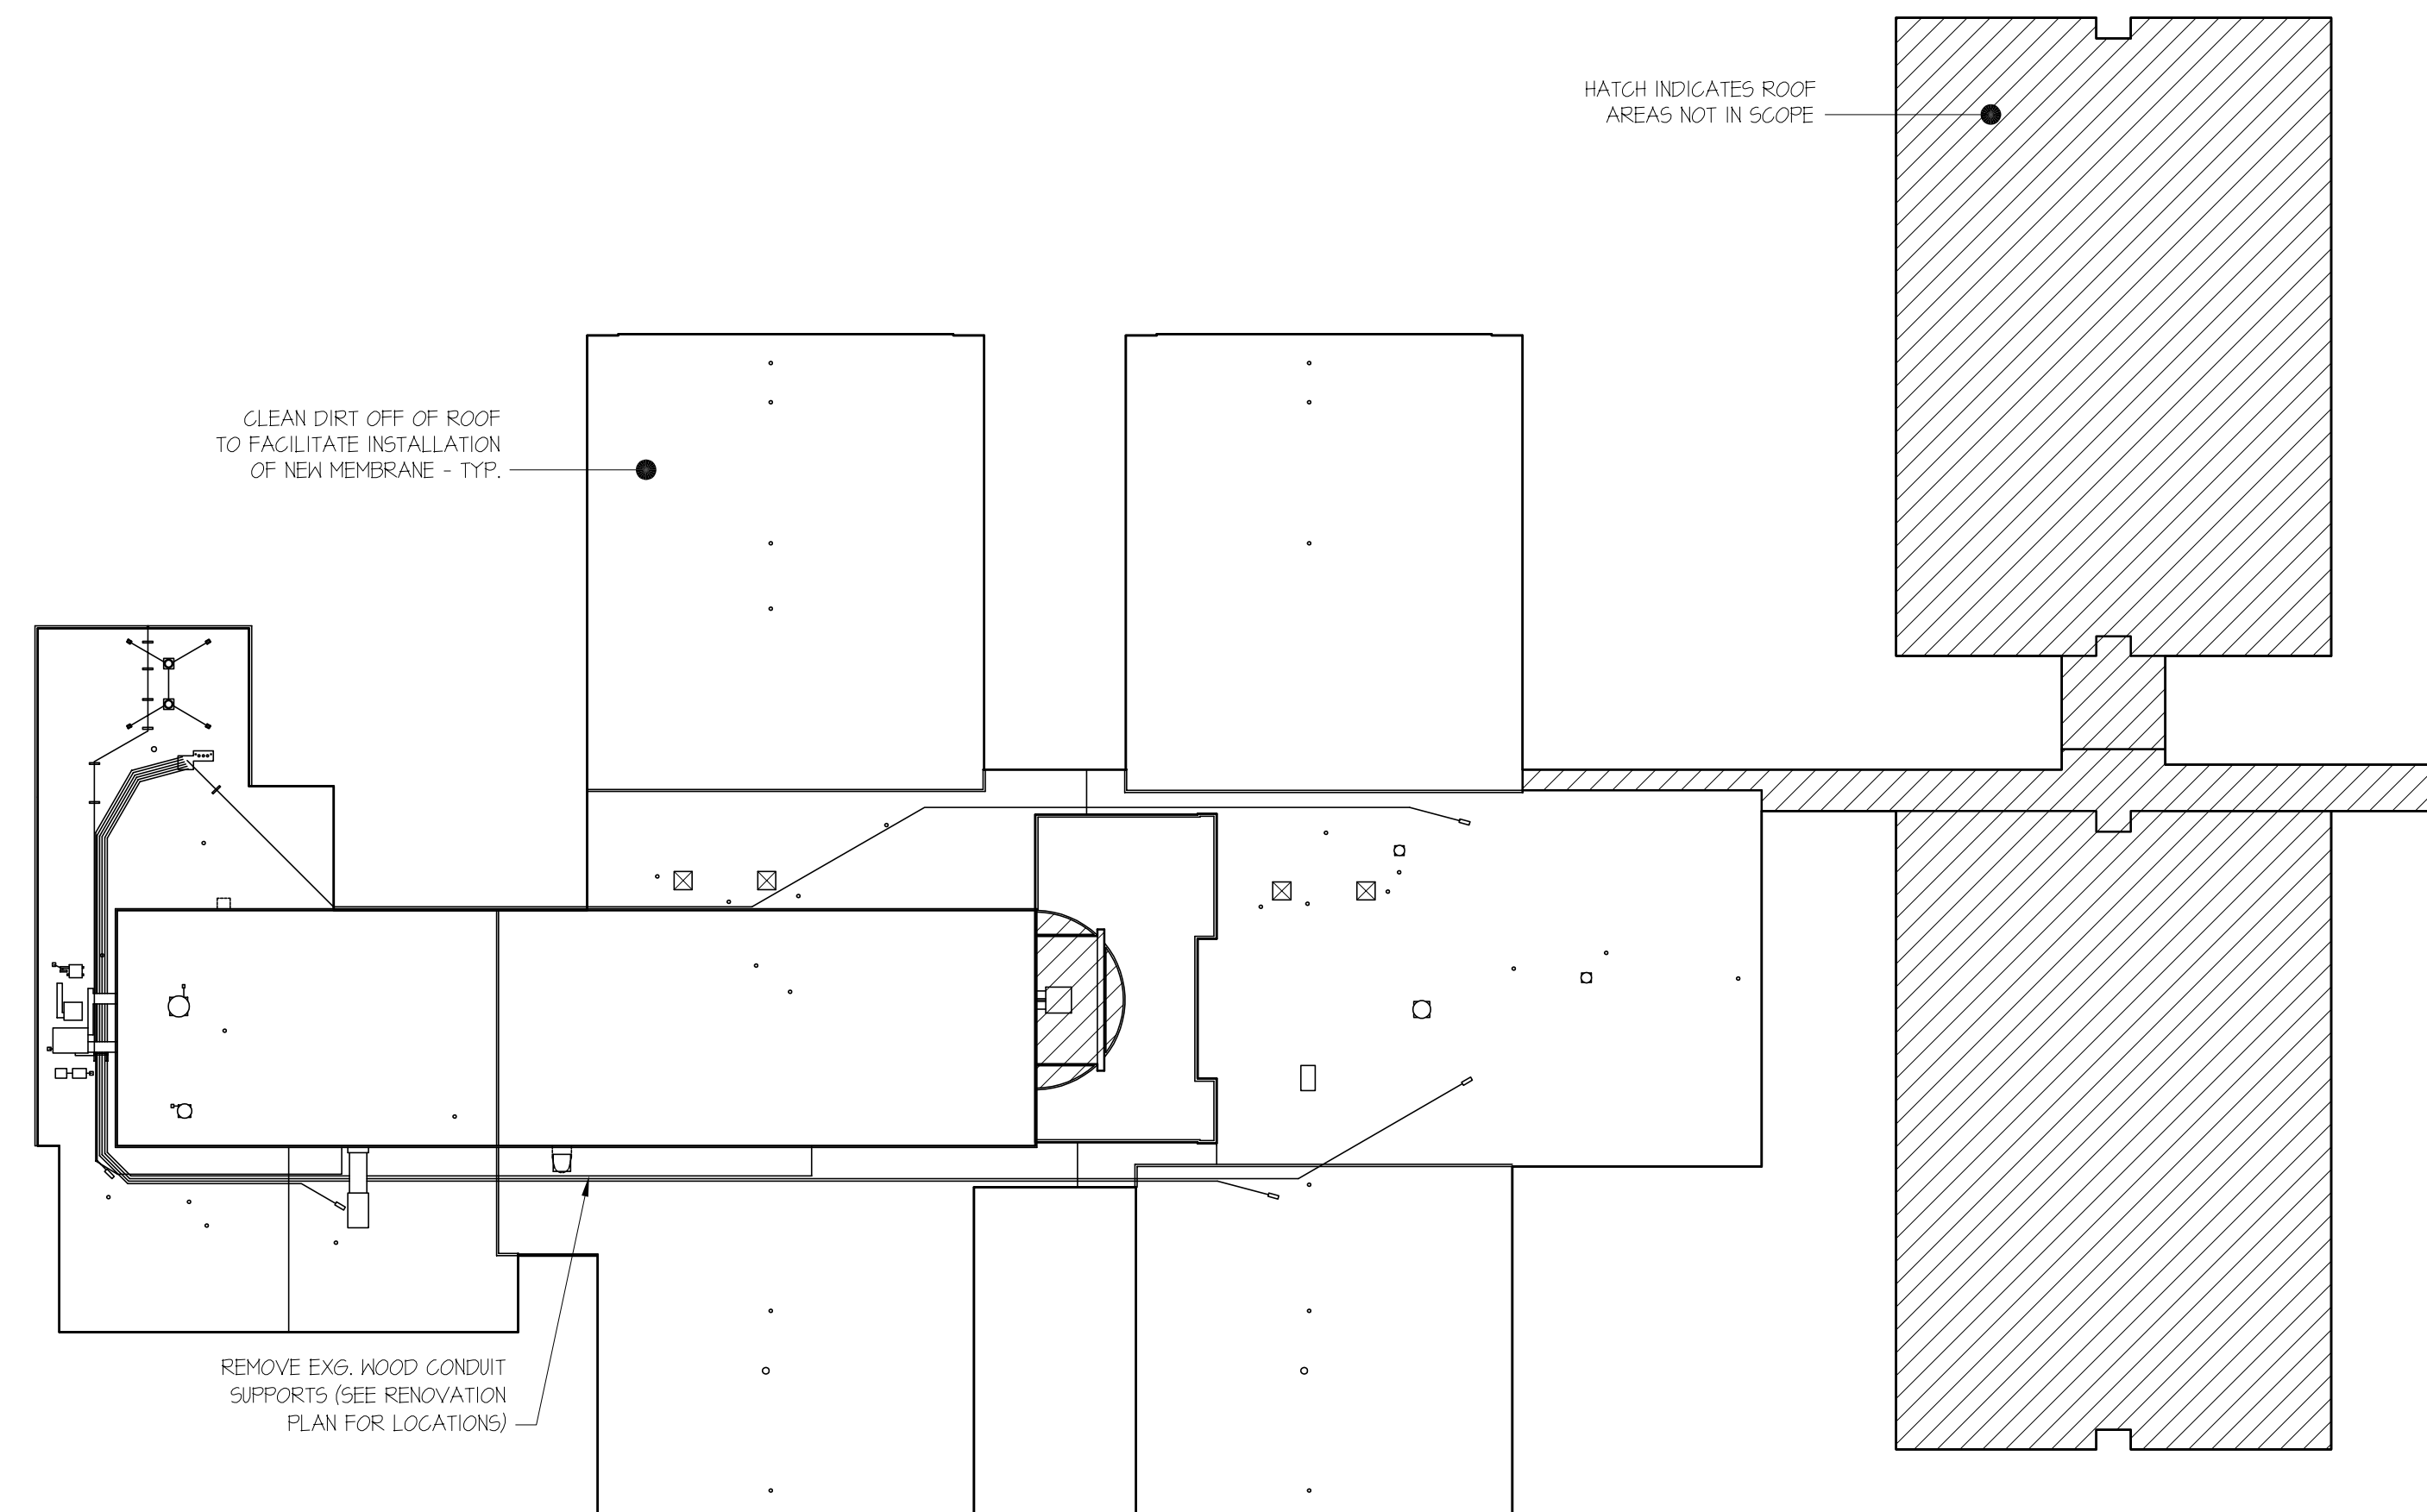 HATCH INDICATES ROOF
AREAS NOT IN SCOPE
CLEAN DIRT OFF OF ROOF
TO FACILITATE INSTALLATION
OF NEW MEMBRANE - TYP.
REMOVE EXG. WOOD CONDUIT
SUPPORTS (SEE RENOVATION
PLAN FOR LOCATIONS)